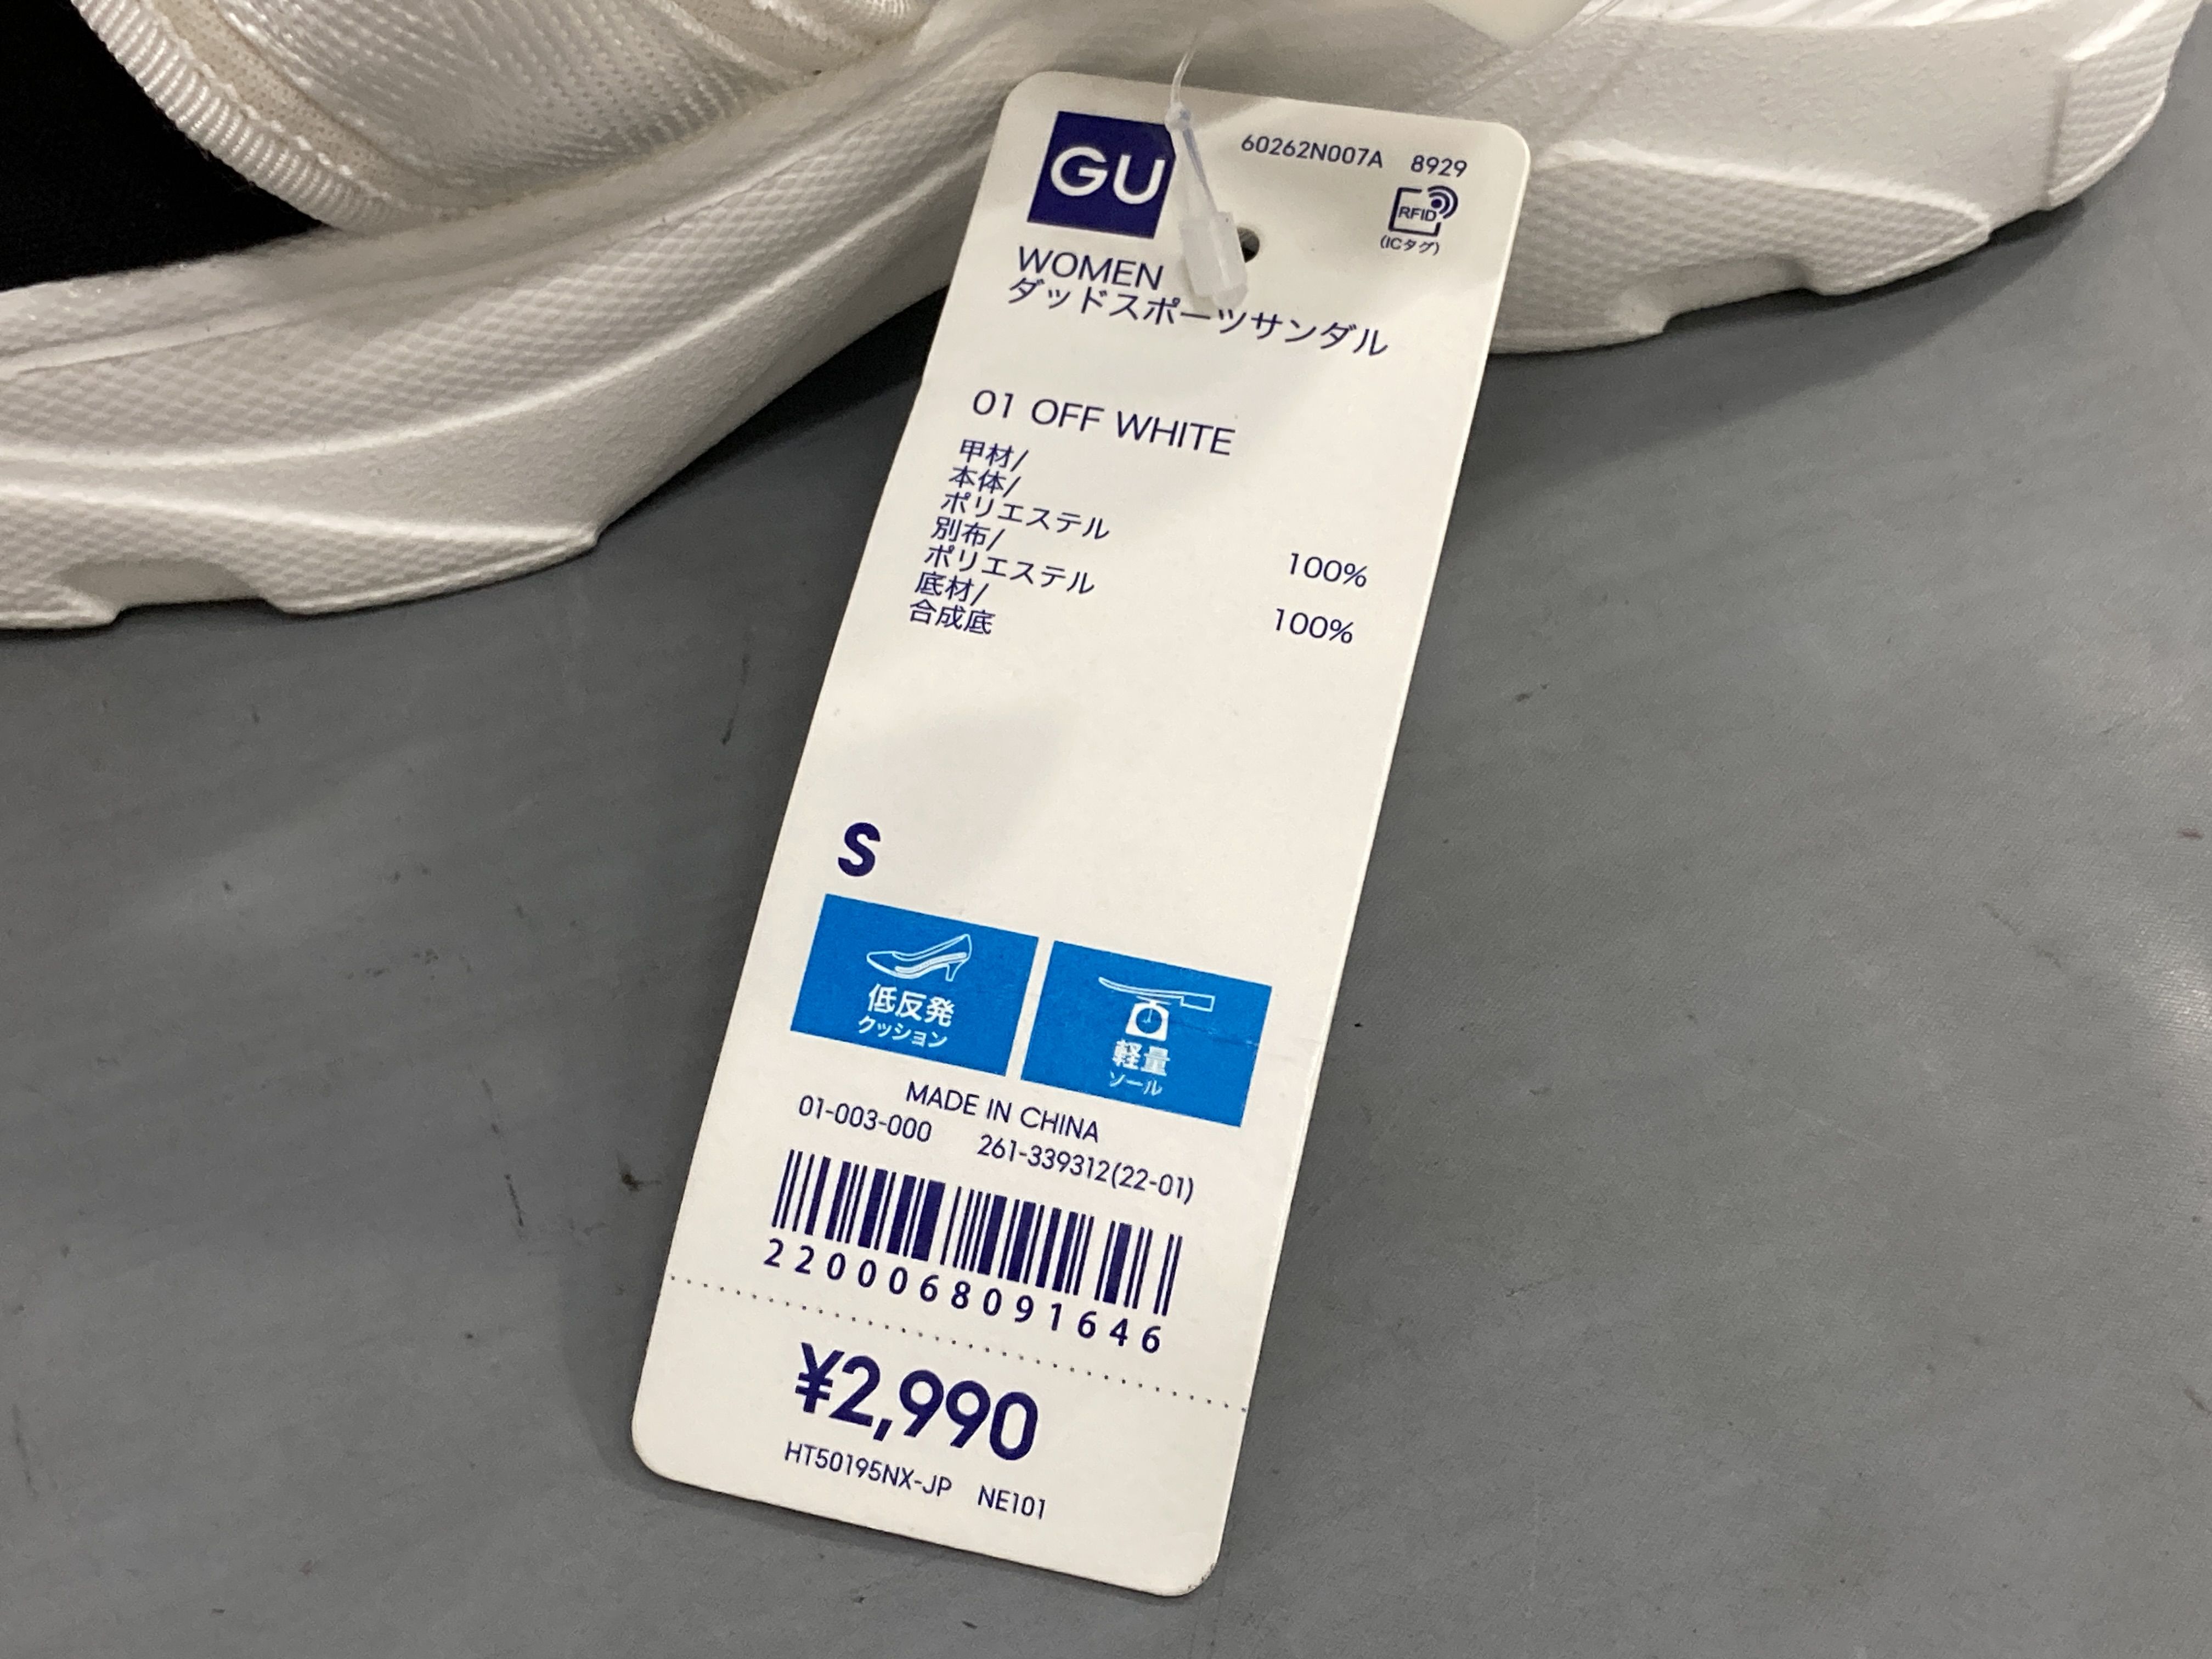 GU
60262N007A 8929
RFID
(ICタグ)
WOMEN
ダッドスポーツサンダル
01 OFF WHITE
甲材/
本体/
ポリエステル 100%
別布/
ポリエステル 100%
底材/
合成底
S
低反発
クッション
軽量
ソール
MADE IN CHINA
01-003-000 261-339312(22-01)
2200068091646
¥2,990
HT50195NX-JP NE101